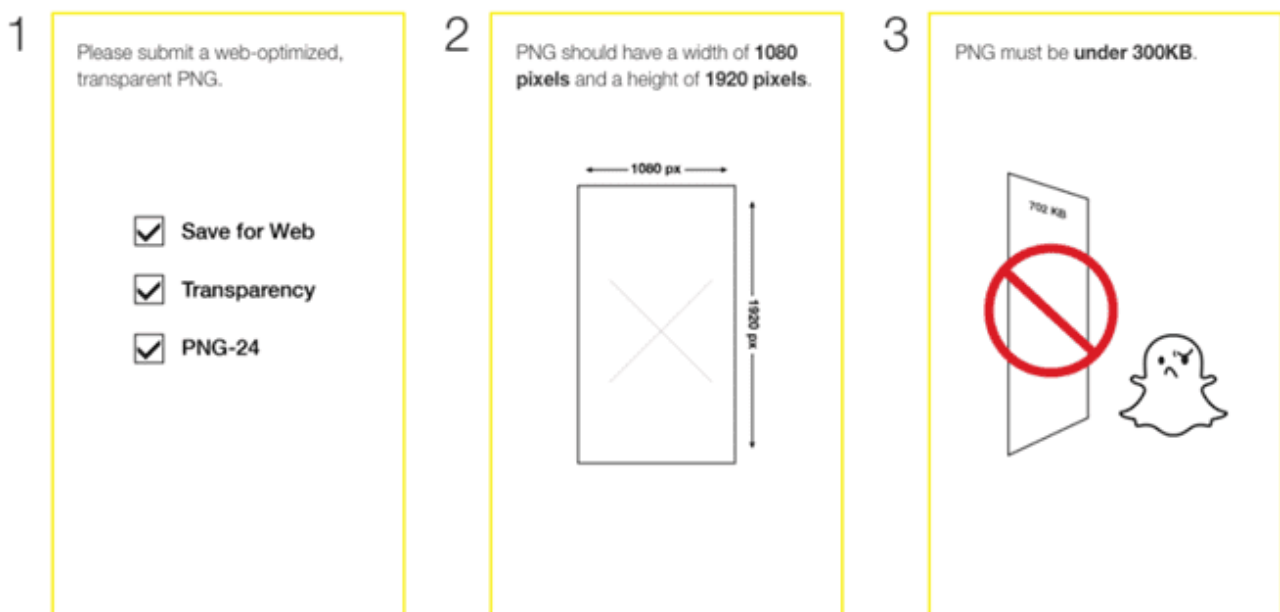 1
Please submit a web-optimized,
transparent PNG.
Save for Web
Transparency
PNG-24
2
PNG should have a width of 1080
pixels and a height of 1920 pixels.
1080 px
1920 px
3
PNG must be under 300KB.
702 KB